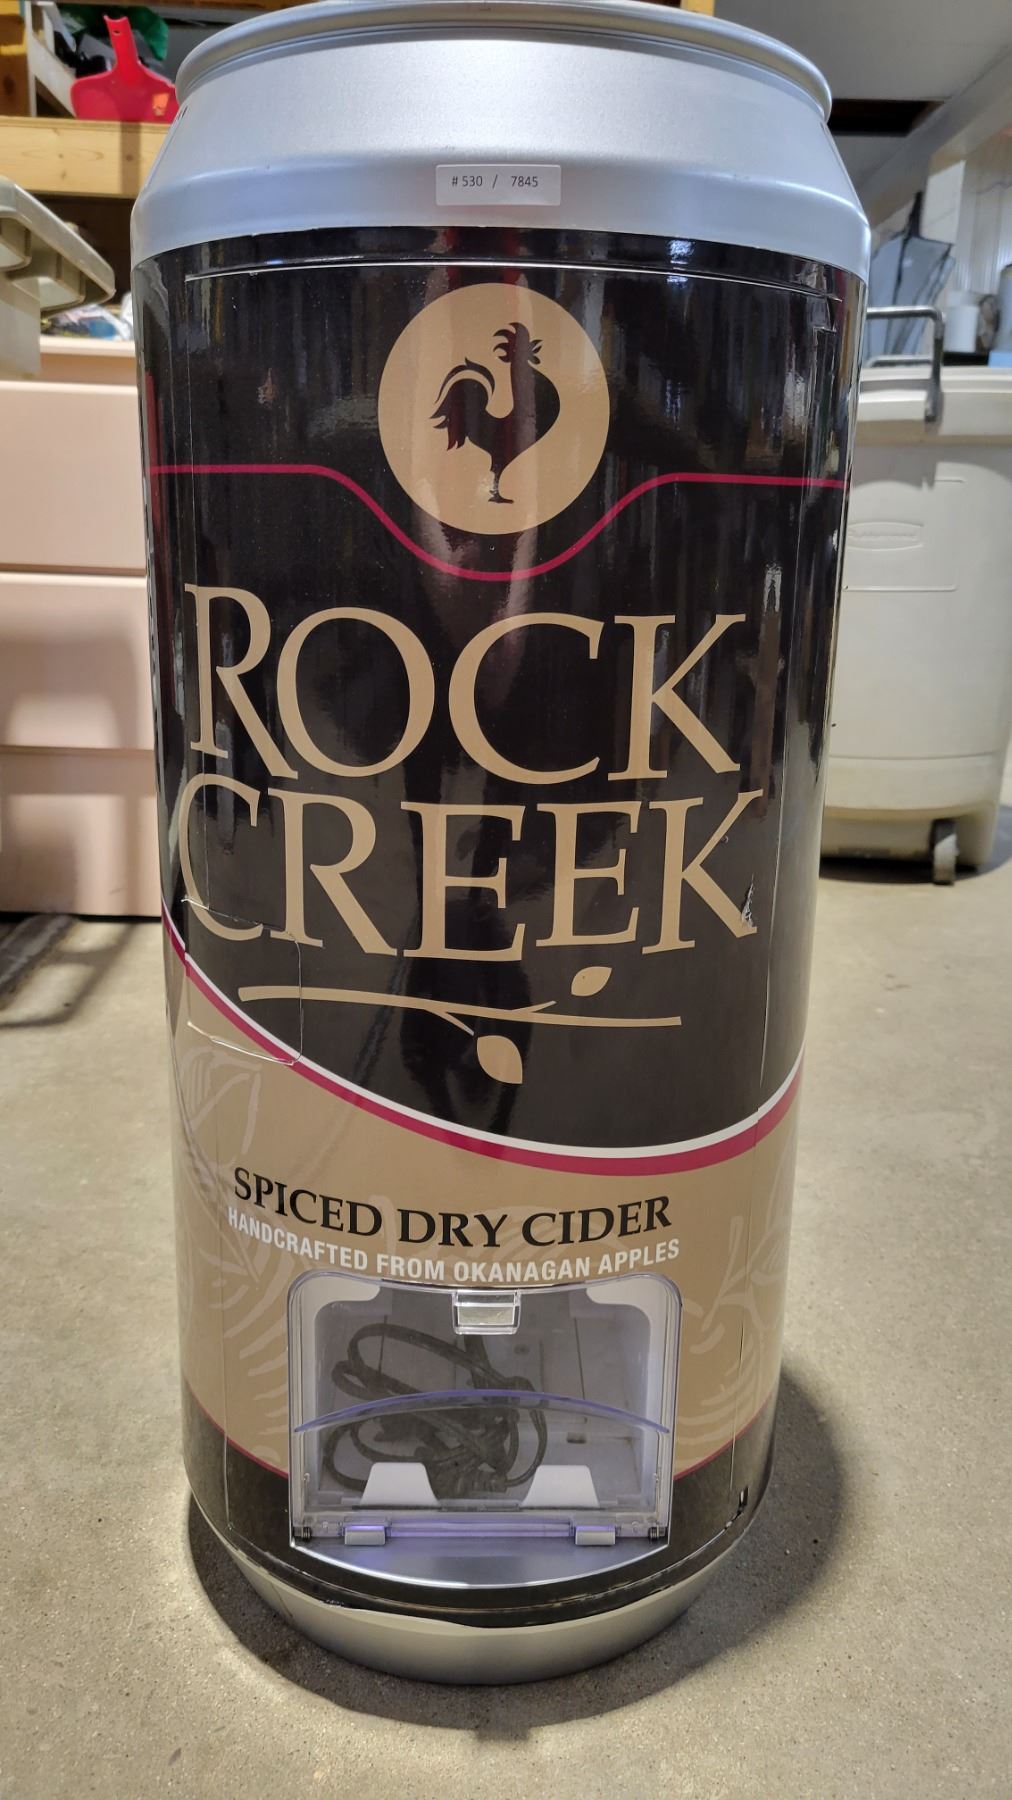 # 530 / 7845
ROCK
CREEK
SPICED DRY CIDER
HANDCRAFTED FROM OKANAGAN APPLES